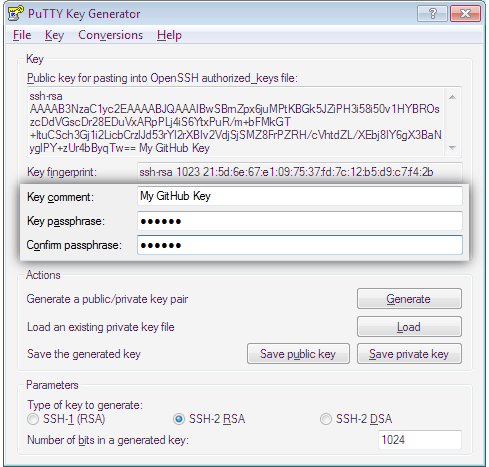 PuTTY Key Generator
File Key Conversions Help
Key
Public key for pasting into OpenSSH authorized_keys file:
ssh-rsa
AAAAB3NzaC1yc2EAAAABJQAAAIBwSBmZpx6juMPtKBGk5JZiPH3i58i50v1HYBROs
zcDdVGscDr28EDuVxARpPLj4iS6YtxPuR/m+bFMkGT
+ltuCSch3Gj1i2LicbCrzlJd53rYl2rXBIv2VdjSjSMZ8FrPZRH/cVhtdZL/XEbj8IY6gX3BaN
yglPY+zUr4bByqTw== My GitHub Key
Key fingerprint: ssh-rsa 1023 21:5d:6e:67:e1:09:75:37:fd:7c:12:b5:d9:c7:f4:2b
Key comment: My GitHub Key
Key passphrase: ●●●●●●
Confirm passphrase: ●●●●●●
Actions
Generate a public/private key pair Generate
Load an existing private key file Load
Save the generated key Save public key Save private key
Parameters
Type of key to generate:
SSH-1 (RSA) SSH-2 RSA SSH-2 DSA
Number of bits in a generated key: 1024